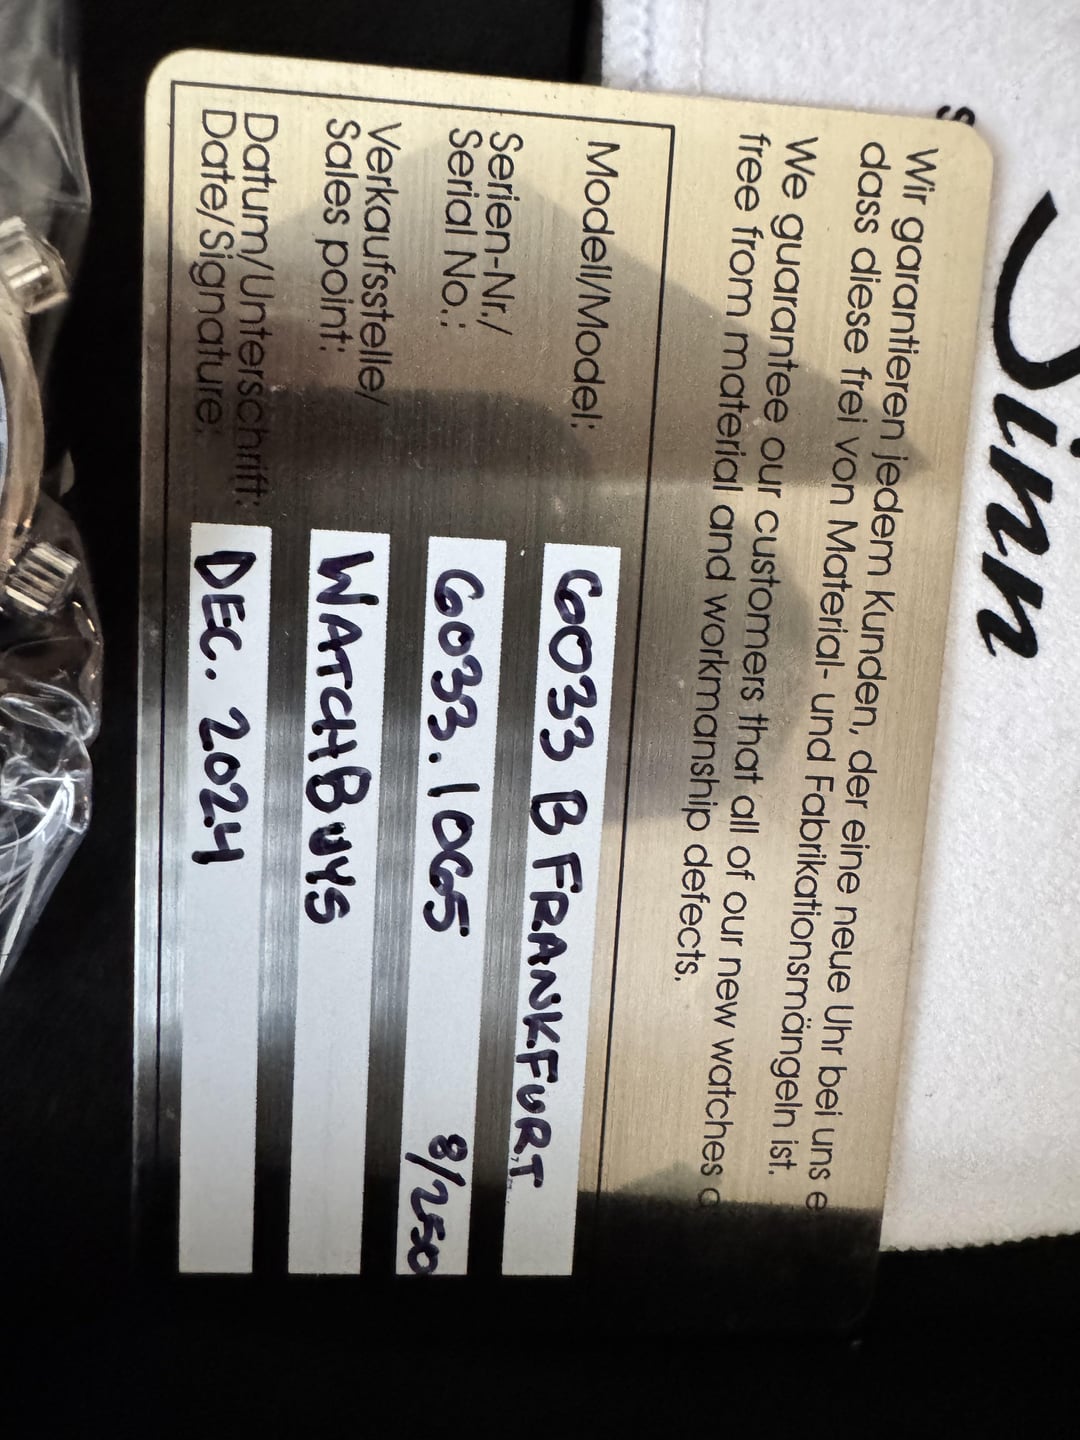 Sinn
Wir garantieren jedem Kunden, der eine neue Uhr bei uns e
dass diese frei von Material- und Fabrikationsmängeln ist.
We guarantee our customers that all of our new watches a
free from material and workmanship defects.
Modell/Model: 6033 B FRANKFURT
Serien-Nr./
Serial No.: 6033.1065 8/250
Verkaufsstelle/
Sales point: WATCHBUYS
Datum/Unterschrift:
Date/Signature: DEC. 2024